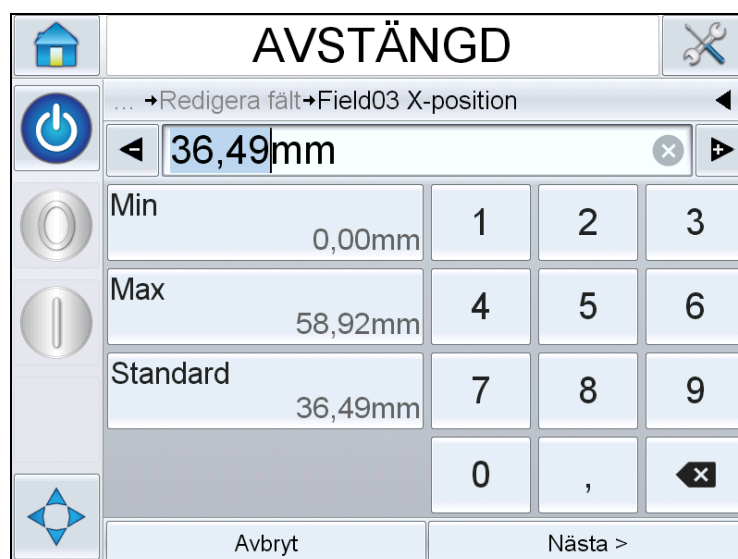 AVSTÄNGD
... →Redigera fält→Field03 X-position
36,49mm
Min
0,00mm
1 2 3
Max
58,92mm
4 5 6
Standard
36,49mm
7 8 9
0 ,
Avbryt
Nästa >